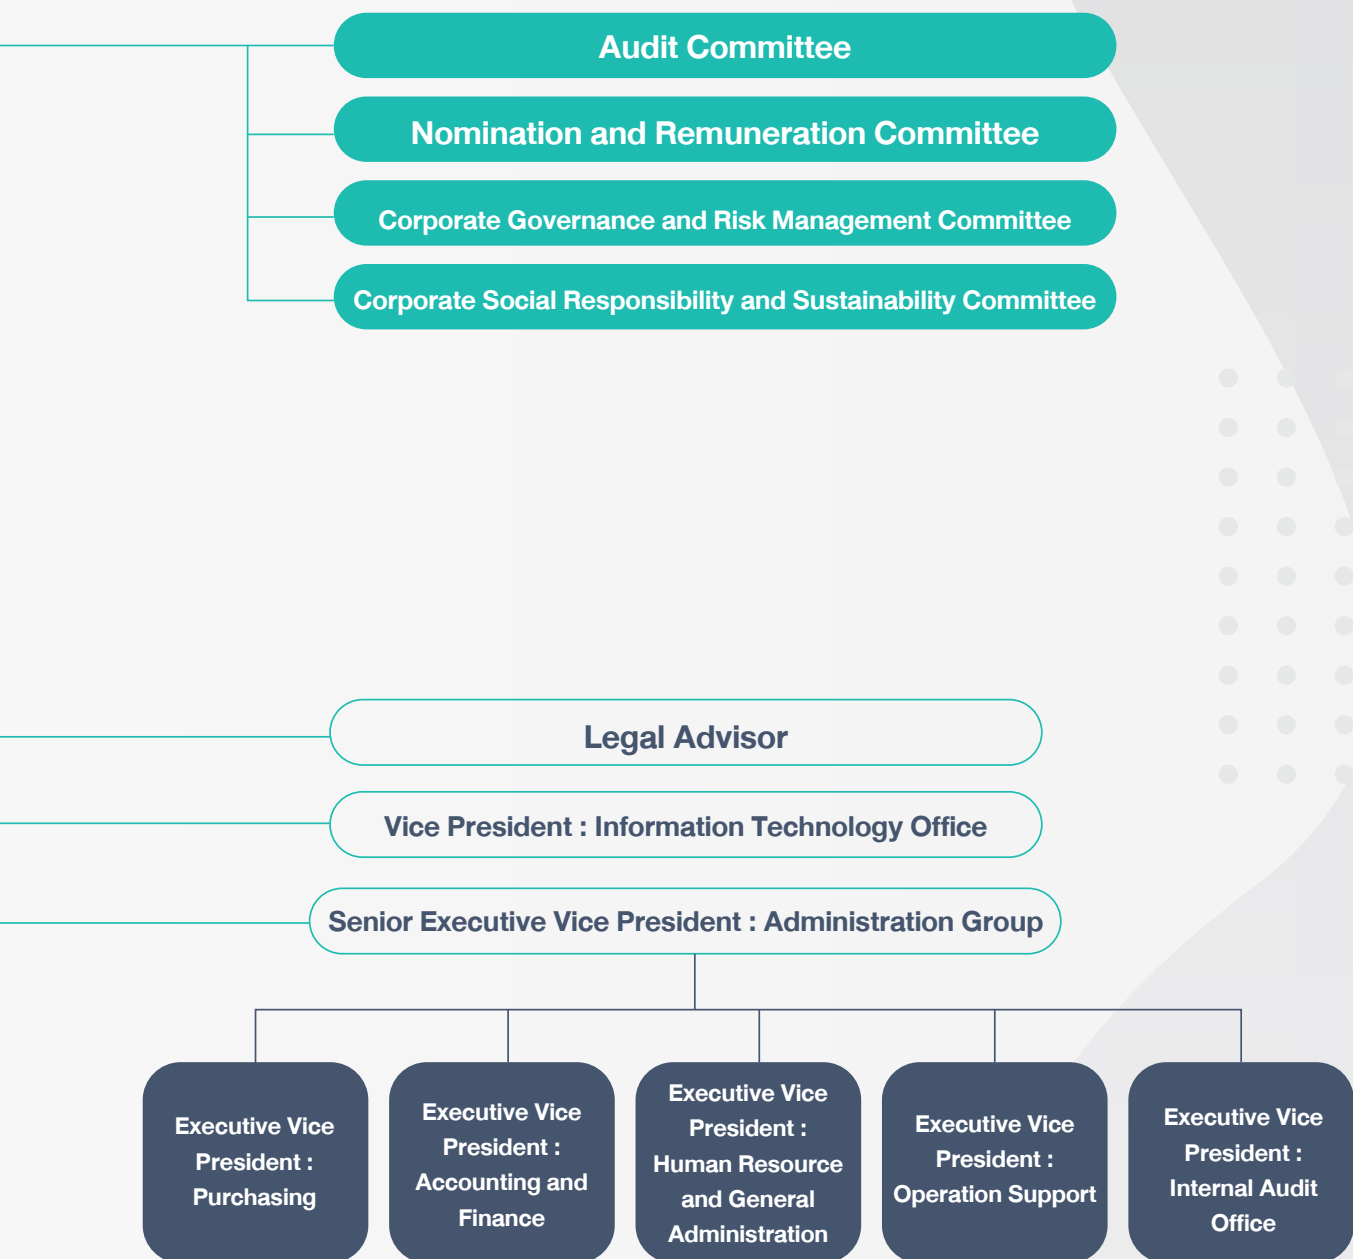 Audit Committee
Nomination and Remuneration Committee
Corporate Governance and Risk Management Committee
Corporate Social Responsibility and Sustainability Committee
Legal Advisor
Vice President : Information Technology Office
Senior Executive Vice President : Administration Group
Executive Vice
President :
Purchasing
Executive Vice
President :
Accounting and
Finance
Executive Vice
President :
Human Resource
and General
Administration
Executive Vice
President :
Operation Support
Executive Vice
President :
Internal Audit
Office